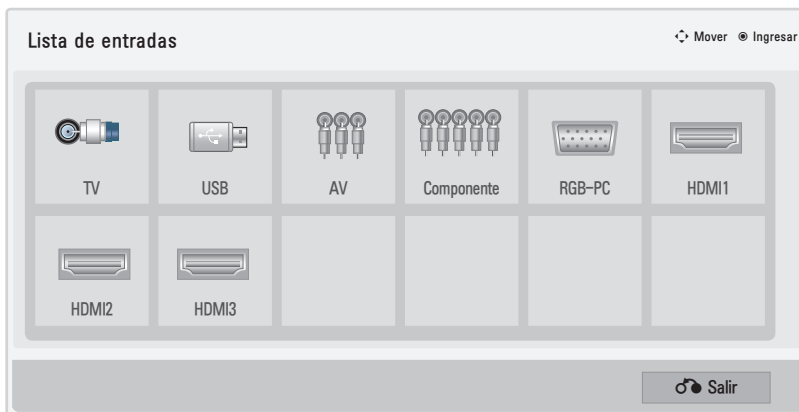 Lista de entradas
Mover Ingresar
TV USB AV Componente RGB-PC HDMI1
HDMI2 HDMI3
Salir